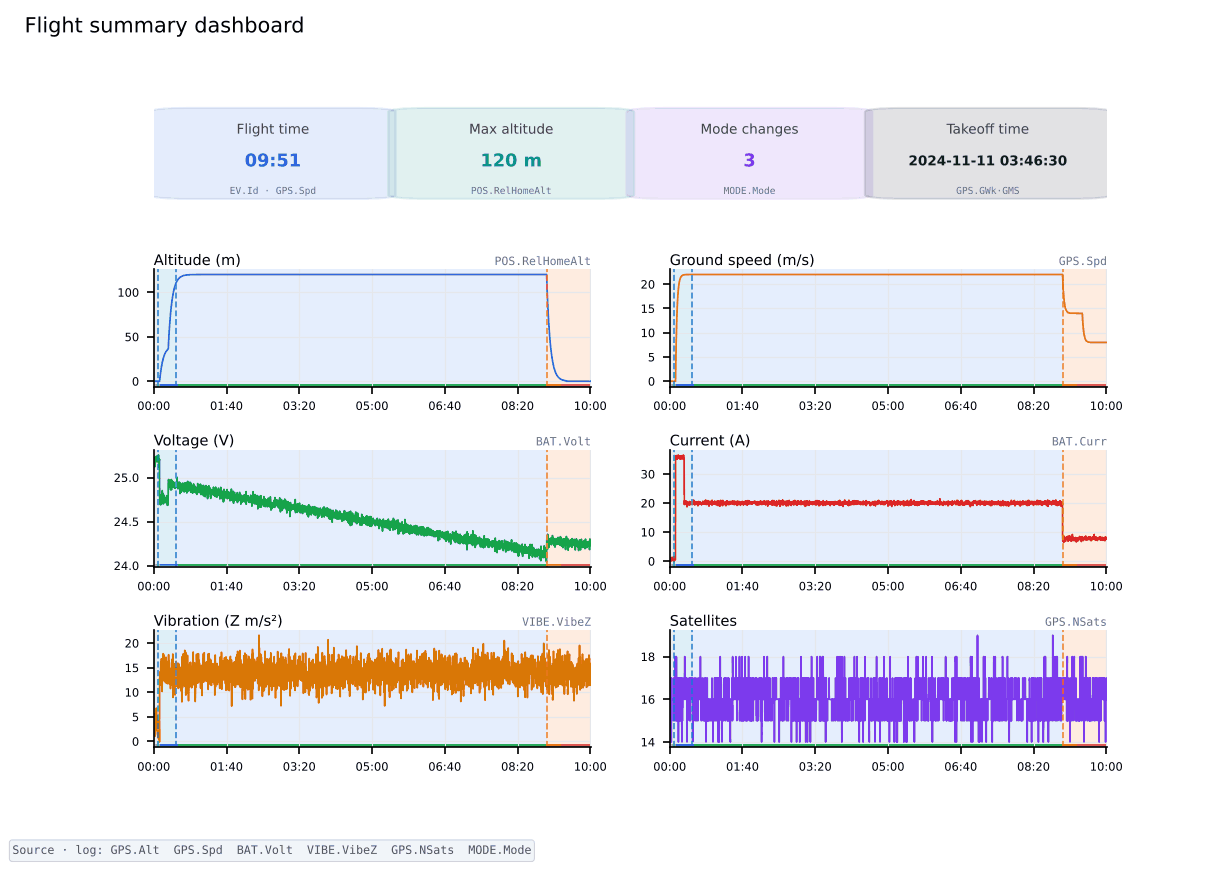 Flight summary dashboard
Flight time
09:51
EV.Id · GPS.Spd
Max altitude
120 m
POS.RelHomeAlt
Mode changes
3
MODE.Mode
Takeoff time
2024-11-11 03:46:30
GPS.GWk·GMS
Altitude (m) POS.RelHomeAlt
100
50
0
00:00 01:40 03:20 05:00 06:40 08:20 10:00
Ground speed (m/s) GPS.Spd
20
15
10
5
0
00:00 01:40 03:20 05:00 06:40 08:20 10:00
Voltage (V) BAT.Volt
25.0
24.5
24.0
00:00 01:40 03:20 05:00 06:40 08:20 10:00
Current (A) BAT.Curr
30
20
10
0
00:00 01:40 03:20 05:00 06:40 08:20 10:00
Vibration (Z m/s²) VIBE.VibeZ
20
15
10
5
0
00:00 01:40 03:20 05:00 06:40 08:20 10:00
Satellites GPS.NSats
18
16
14
00:00 01:40 03:20 05:00 06:40 08:20 10:00
Source · log: GPS.Alt GPS.Spd BAT.Volt VIBE.VibeZ GPS.NSats MODE.Mode